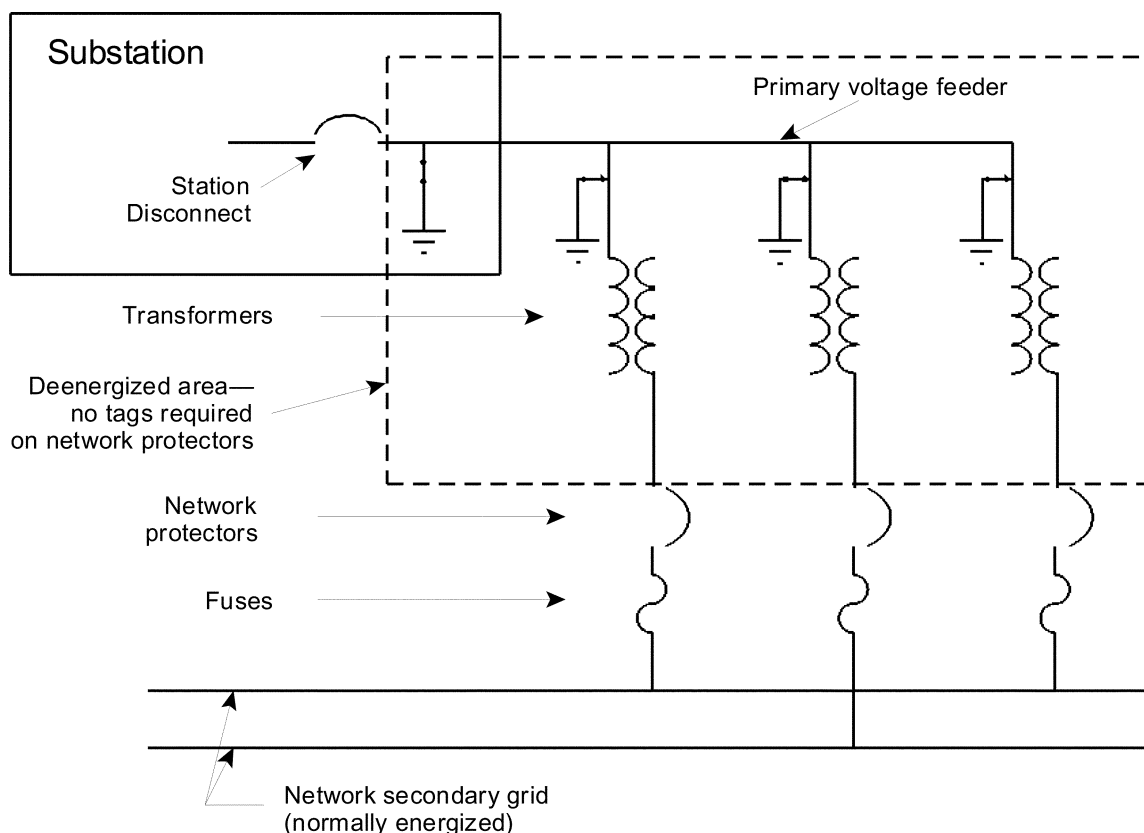 Substation
Primary voltage feeder
Station
Disconnect
Transformers
Deenergized area—
no tags required
on network protectors
Network
protectors
Fuses
Network secondary grid
(normally energized)